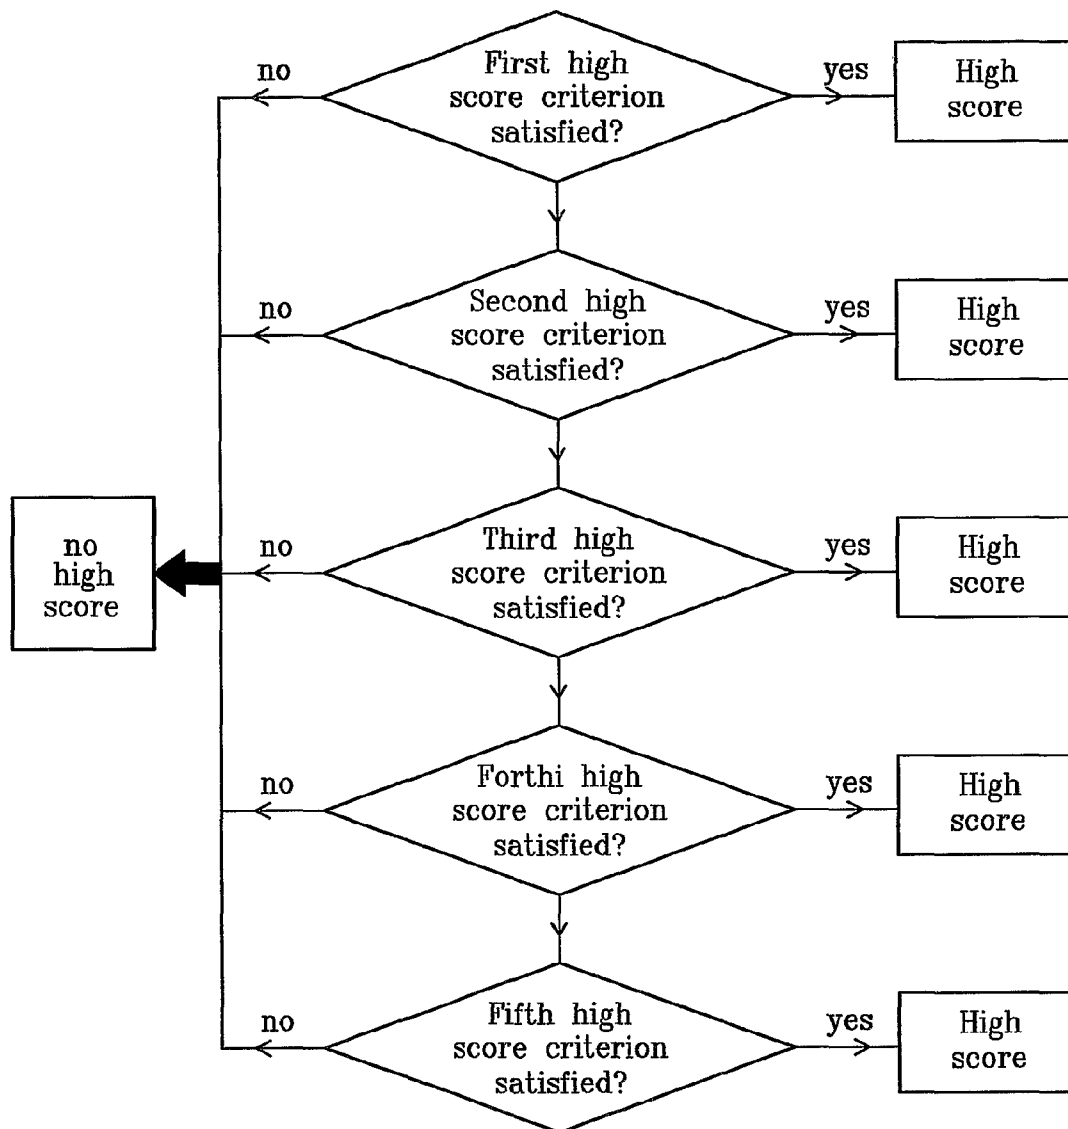 no
First high
score criterion
satisfied?
yes
High
score
no
Second high
score criterion
satisfied?
yes
High
score
no
high
score
no
Third high
score criterion
satisfied?
yes
High
score
no
Forthi high
score criterion
satisfied?
yes
High
score
no
Fifth high
score criterion
satisfied?
yes
High
score